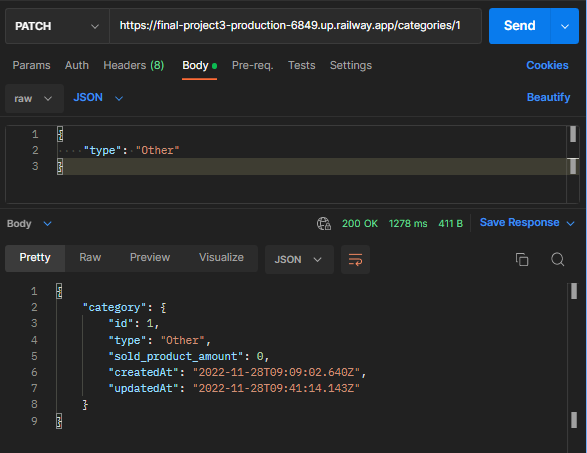 PATCH https://final-project3-production-6849.up.railway.app/categories/1 Send
Params Auth Headers (8) Body Pre-req. Tests Settings Cookies
raw JSON Beautify
1 {
2 ····"type":·"Other"
3 }
Body 200 OK 1278 ms 411 B Save Response
Pretty Raw Preview Visualize JSON
1 {
2 "category": {
3 "id": 1,
4 "type": "Other",
5 "sold_product_amount": 0,
6 "createdAt": "2022-11-28T09:09:02.640Z",
7 "updatedAt": "2022-11-28T09:41:14.143Z"
8 }
9 }